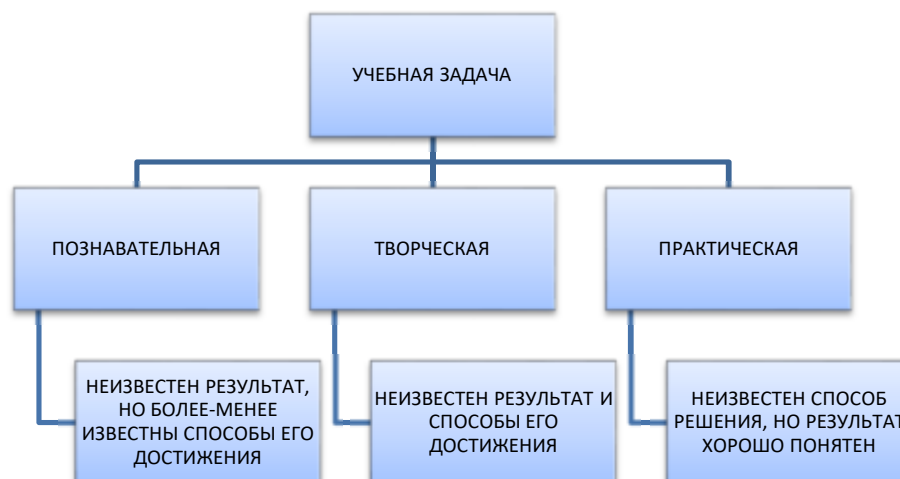 УЧЕБНАЯ ЗАДАЧА
ПОЗНАВАТЕЛЬНАЯ
ТВОРЧЕСКАЯ
ПРАКТИЧЕСКАЯ
НЕИЗВЕСТЕН РЕЗУЛЬТАТ,
НО БОЛЕЕ-МЕНЕЕ
ИЗВЕСТНЫ СПОСОБЫ ЕГО
ДОСТИЖЕНИЯ
НЕИЗВЕСТЕН РЕЗУЛЬТАТ И
СПОСОБЫ ЕГО
ДОСТИЖЕНИЯ
НЕИЗВЕСТЕН СПОСОБ
РЕШЕНИЯ, НО РЕЗУЛЬТАТ
ХОРОШО ПОНЯТЕН